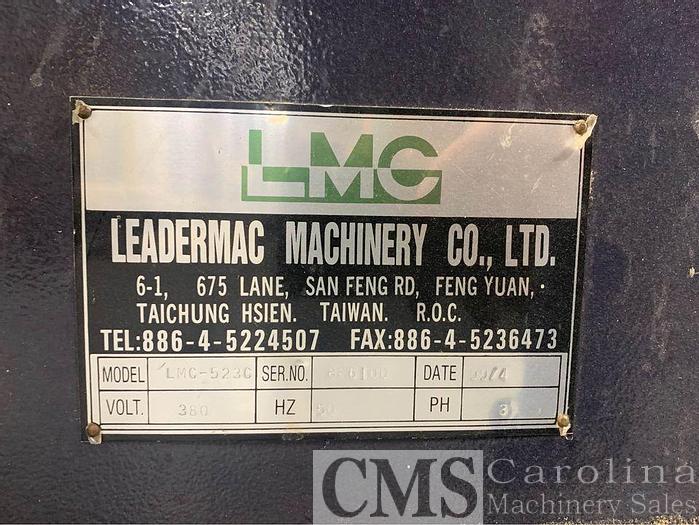 LMC
LEADERMAC MACHINERY CO., LTD.
6-1, 675 LANE, SAN FENG RD, FENG YUAN,
TAICHUNG HSIEN. TAIWAN. R.O.C.
TEL:886-4-5224507 FAX:886-4-5236473
MODEL LMC-523C SER.NO. DATE
VOLT. 380 HZ 50 PH 3
CMS Carolina
Machinery Sales